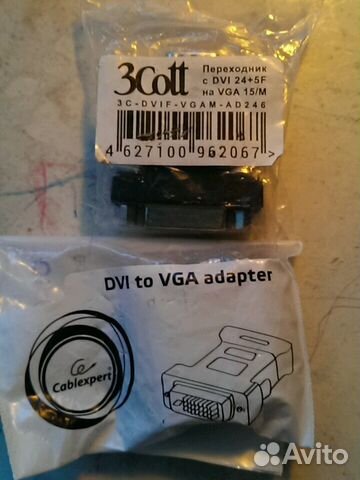 3Cott
Переходник
с DVI 24+5F
на VGA 15/M
3C-DVIF-VGAM-AD246
4 627100 962067 >
DVI to VGA adapter
Cablexpert
Avito